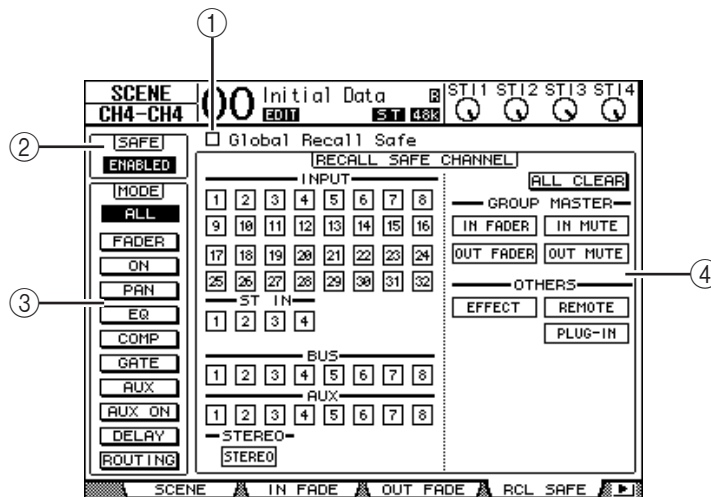 1
SCENE
CH4-CH4
00 Initial Data R
EDIT ST 48K
STI1 STI2 STI3 STI4
2
SAFE
ENABLED
Global Recall Safe
RECALL SAFE CHANNEL
3
MODE
ALL
FADER
ON
PAN
EQ
COMP
GATE
AUX
AUX ON
DELAY
ROUTING
INPUT
1 2 3 4 5 6 7 8
9 10 11 12 13 14 15 16
17 18 19 20 21 22 23 24
25 26 27 28 29 30 31 32
ST IN
1 2 3 4
BUS
1 2 3 4 5 6 7 8
AUX
1 2 3 4 5 6 7 8
STEREO
STEREO
ALL CLEAR
GROUP MASTER
IN FADER IN MUTE
OUT FADER OUT MUTE
4
OTHERS
EFFECT REMOTE
PLUG-IN
SCENE IN FADE OUT FADE RCL SAFE